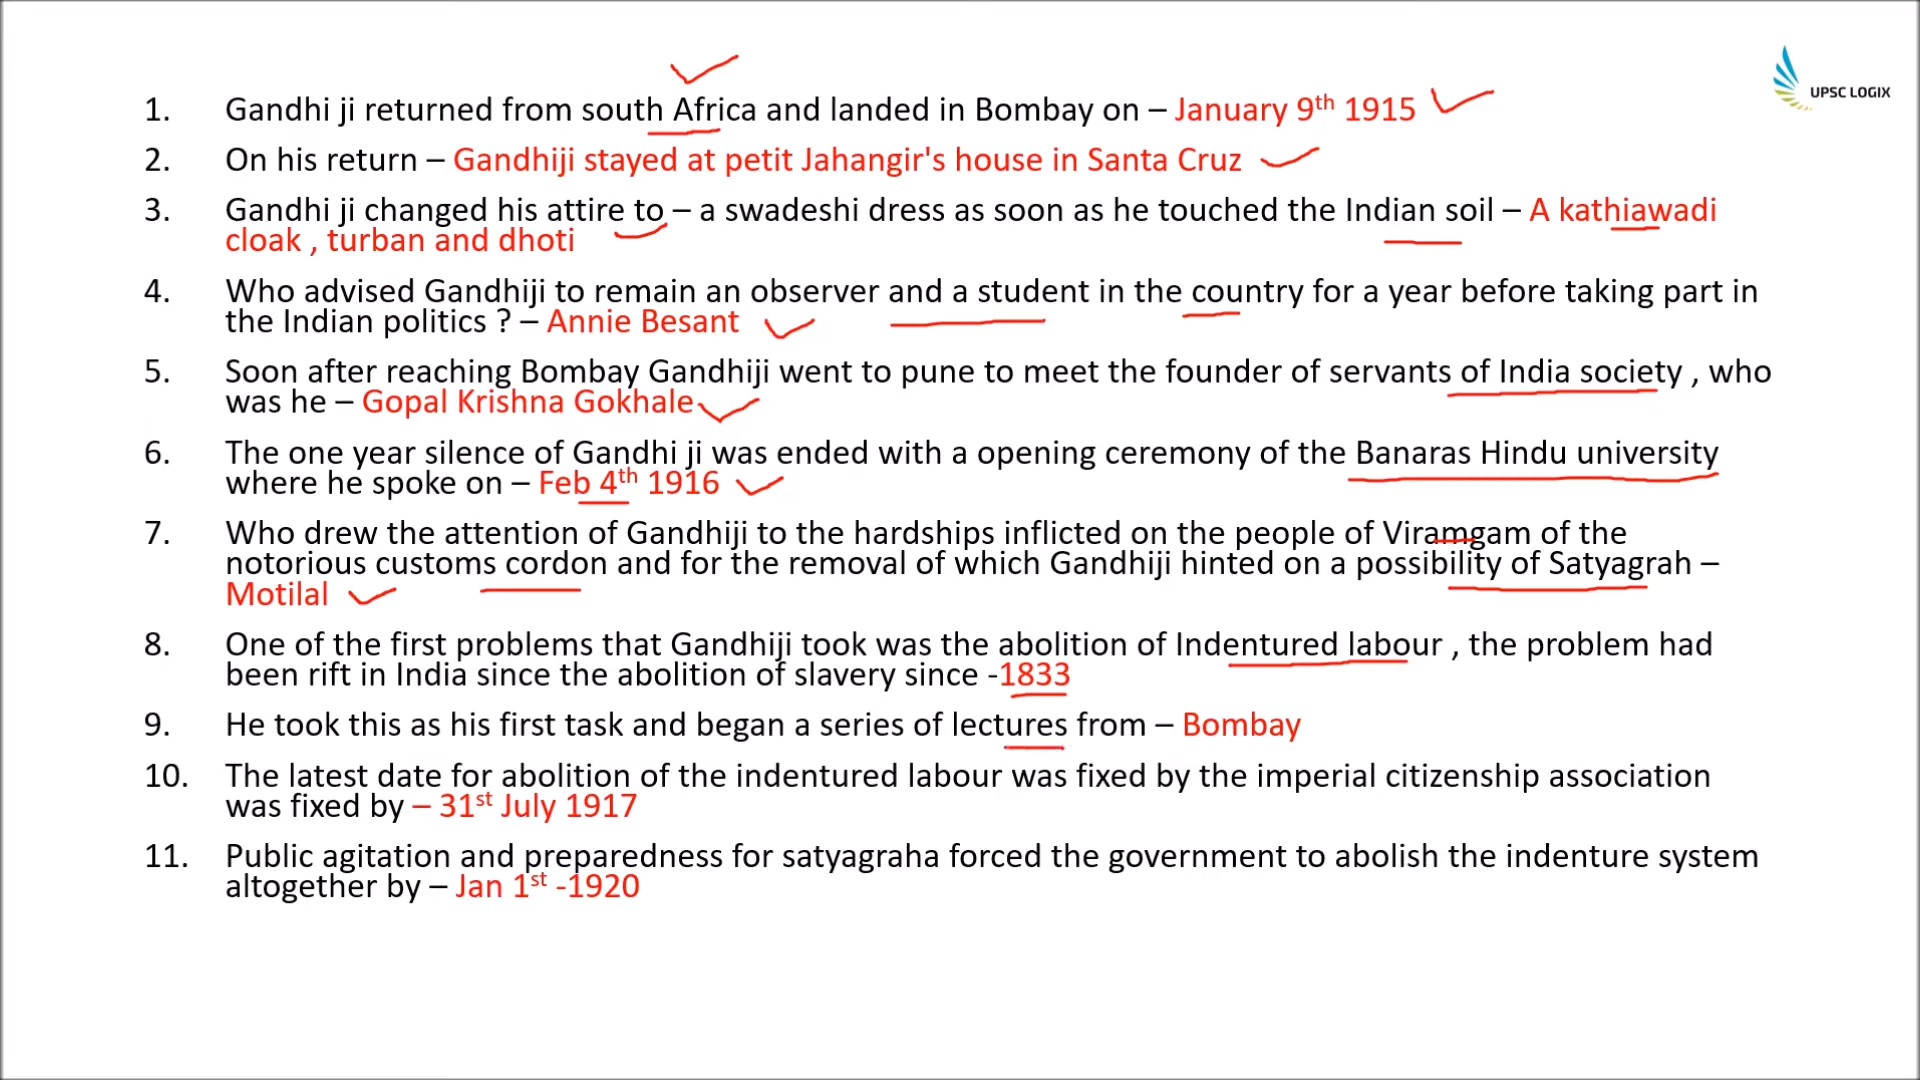 UPSC LOGIX
1. Gandhi ji returned from south Africa and landed in Bombay on – January 9th 1915
2. On his return – Gandhiji stayed at petit Jahangir's house in Santa Cruz
3. Gandhi ji changed his attire to – a swadeshi dress as soon as he touched the Indian soil – A kathiawadi
cloak , turban and dhoti
4. Who advised Gandhiji to remain an observer and a student in the country for a year before taking part in
the Indian politics ? – Annie Besant
5. Soon after reaching Bombay Gandhiji went to pune to meet the founder of servants of India society , who
was he – Gopal Krishna Gokhale
6. The one year silence of Gandhi ji was ended with a opening ceremony of the Banaras Hindu university
where he spoke on – Feb 4th 1916
7. Who drew the attention of Gandhiji to the hardships inflicted on the people of Viramgam of the
notorious customs cordon and for the removal of which Gandhiji hinted on a possibility of Satyagrah –
Motilal
8. One of the first problems that Gandhiji took was the abolition of Indentured labour , the problem had
been rift in India since the abolition of slavery since -1833
9. He took this as his first task and began a series of lectures from – Bombay
10. The latest date for abolition of the indentured labour was fixed by the imperial citizenship association
was fixed by – 31st July 1917
11. Public agitation and preparedness for satyagraha forced the government to abolish the indenture system
altogether by – Jan 1st -1920